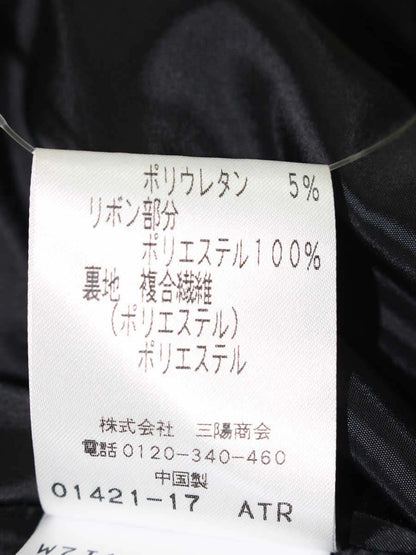 ポリウレタン 5%
リボン部分
ポリエステル100%
裏地 複合繊維
(ポリエステル)
ポリエステル
株式会社 三陽商会
電話0120-340-460
中国製
01421-17 ATR